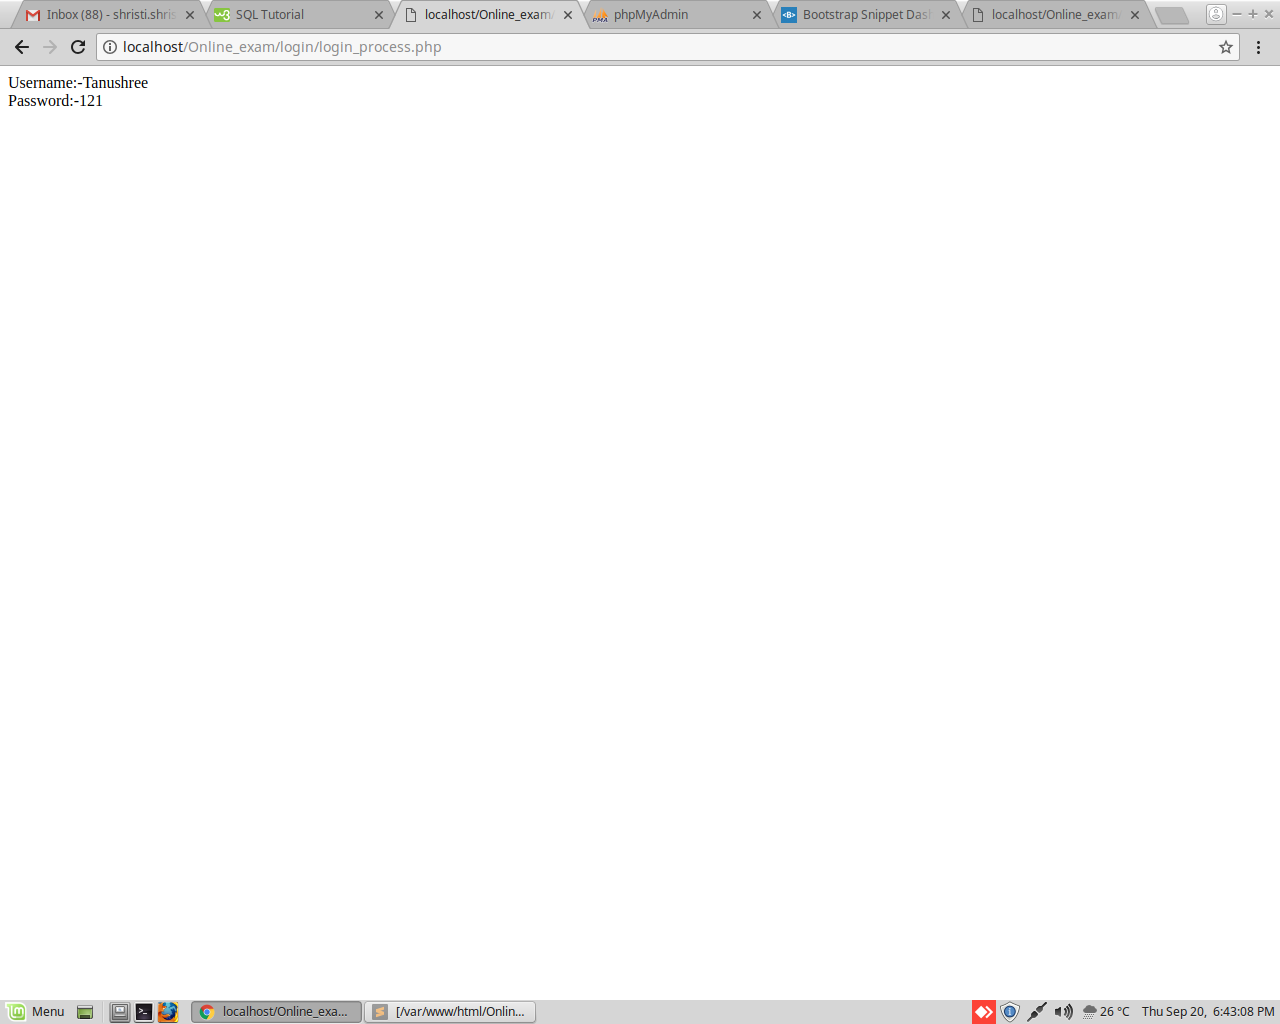 Inbox (88) - shristi.shris
SQL Tutorial
localhost/Online_exam/
phpMyAdmin
Bootstrap Snippet Das
localhost/Online_exam/
localhost/Online_exam/login/login_process.php
Username:-Tanushree
Password:-121
Menu
localhost/Online_exa...
[/var/www/html/Onlin...
26 °C
Thu Sep 20, 6:43:08 PM